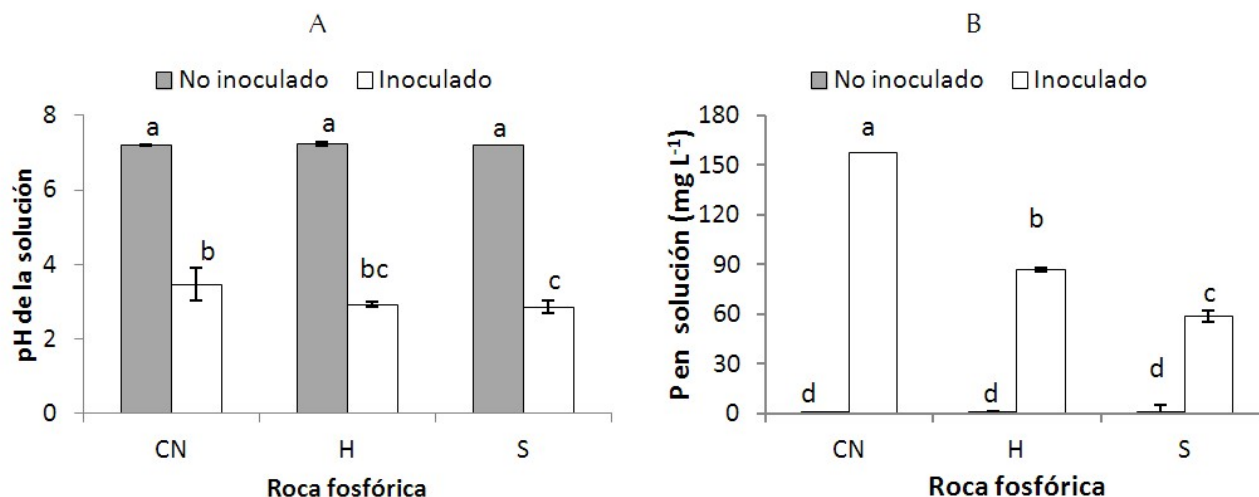 A
No inoculado Inoculado
pH de la solución
8
6
4
2
0
a
a
a
b
bc
c
CN H S
Roca fosfórica
B
No inoculado Inoculado
P en solución (mg L⁻¹)
180
150
120
90
60
30
0
a
b
c
d
d
d
CN H S
Roca fosfórica